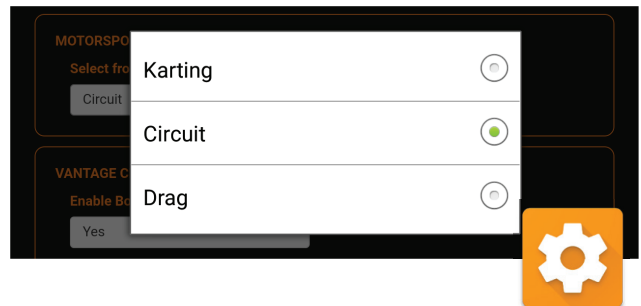 MOTORSPO
Select fro
Circuit
Karting
Circuit
Drag
VANTAGE C
Enable Bo
Yes